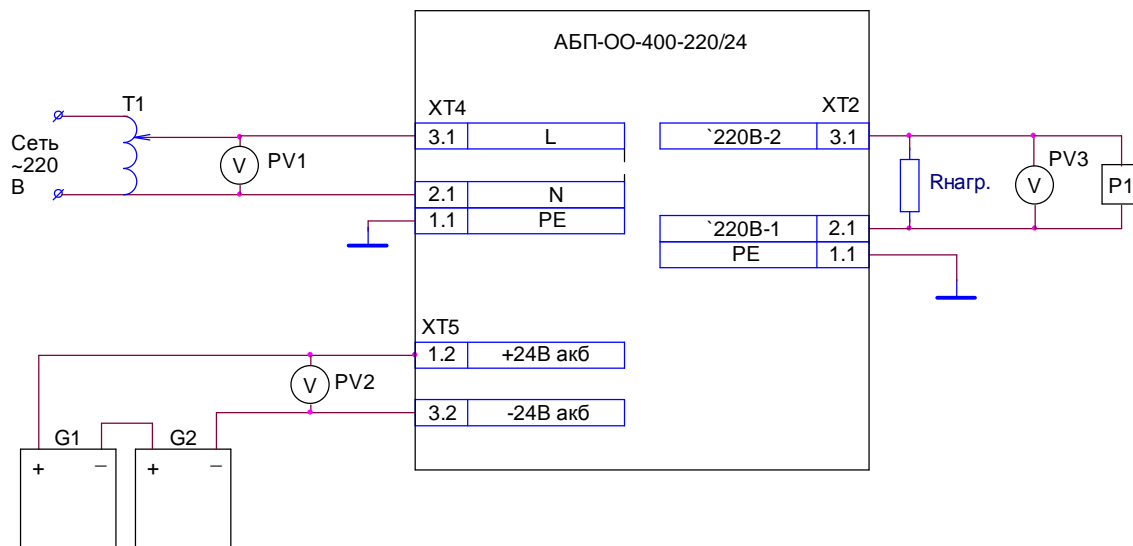 АБП-ОО-400-220/24
T1
Сеть
~220
В
PV1
XT4
3.1 L
2.1 N
1.1 PE
XT2
`220В-2 3.1
`220В-1 2.1
PE 1.1
Rнагр.
V
V
PV3
P1
XT5
1.2 +24В акб
3.2 -24В акб
V
PV2
G1
G2
+ −
+ −